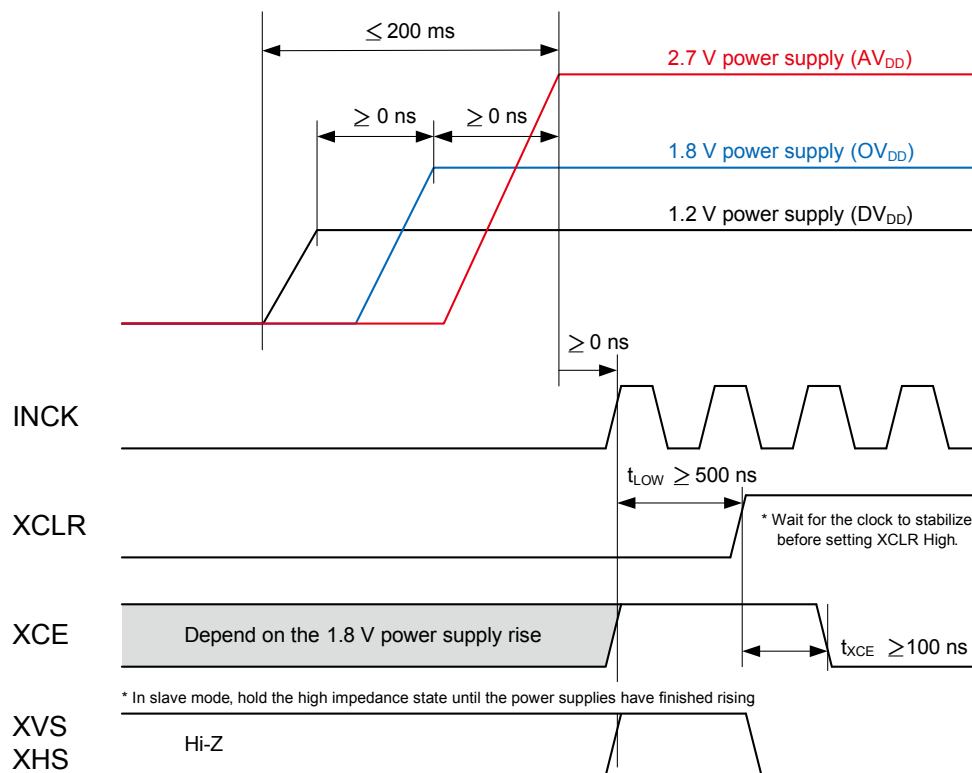 ≤ 200 ms
2.7 V power supply (AVDD)
≥ 0 ns
≥ 0 ns
1.8 V power supply (OVDD)
1.2 V power supply (DVDD)
≥ 0 ns
INCK
tLOW ≥ 500 ns
XCLR
* Wait for the clock to stabilize
before setting XCLR High.
XCE
Depend on the 1.8 V power supply rise
tXCE ≥100 ns
* In slave mode, hold the high impedance state until the power supplies have finished rising
XVS
XHS
Hi-Z